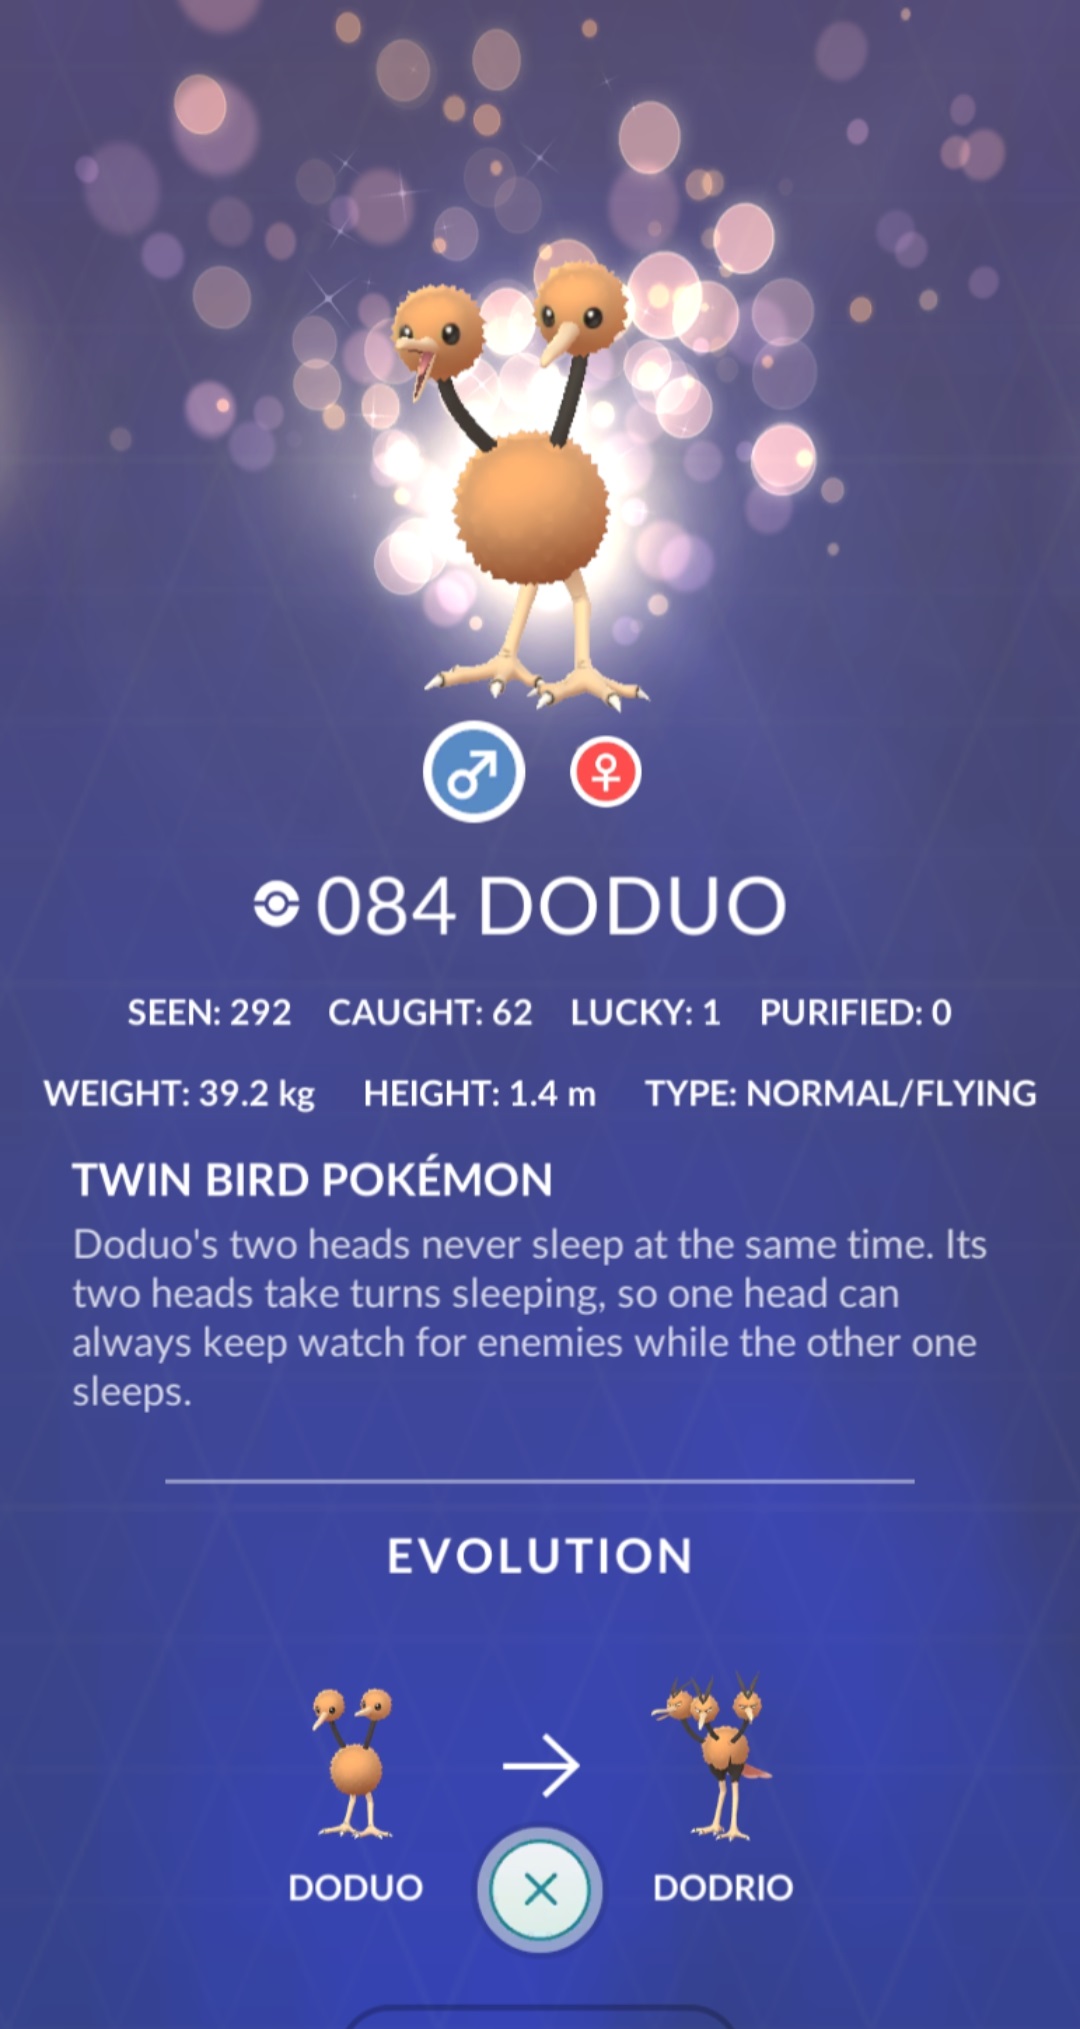 084 DODUO
SEEN: 292 CAUGHT: 62 LUCKY: 1 PURIFIED: 0
WEIGHT: 39.2 kg HEIGHT: 1.4 m TYPE: NORMAL/FLYING
TWIN BIRD POKÉMON
Doduo's two heads never sleep at the same time. Its
two heads take turns sleeping, so one head can
always keep watch for enemies while the other one
sleeps.
EVOLUTION
DODUO DODRIO